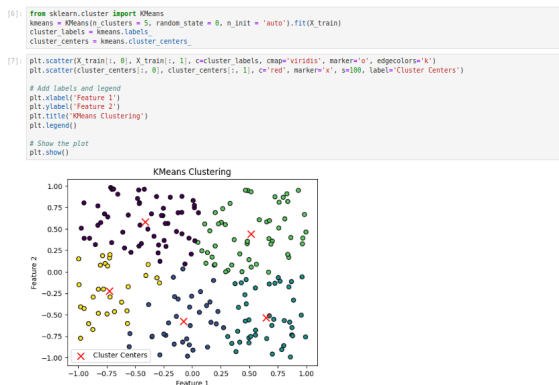 [6]: from sklearn.cluster import KMeans
kmeans = KMeans(n_clusters = 5, random_state = 0, n_init = 'auto').fit(X_train)
cluster_labels = kmeans.labels_
cluster_centers = kmeans.cluster_centers_
[7]: plt.scatter(X_train[:, 0], X_train[:, 1], c=cluster_labels, cmap='viridis', marker='o', edgecolors='k')
plt.scatter(cluster_centers[:, 0], cluster_centers[:, 1], c='red', marker='x', s=100, label='Cluster Centers')
# Add labels and legend
plt.xlabel('Feature 1')
plt.ylabel('Feature 2')
plt.title('KMeans Clustering')
plt.legend()
# Show the plot
plt.show()
KMeans Clustering
1.00
0.75
0.50
0.25
0.00
−0.25
−0.50
−0.75
−1.00
Feature 2
Cluster Centers
−1.00 −0.75 −0.50 −0.25 0.00 0.25 0.50 0.75 1.00
Feature 1